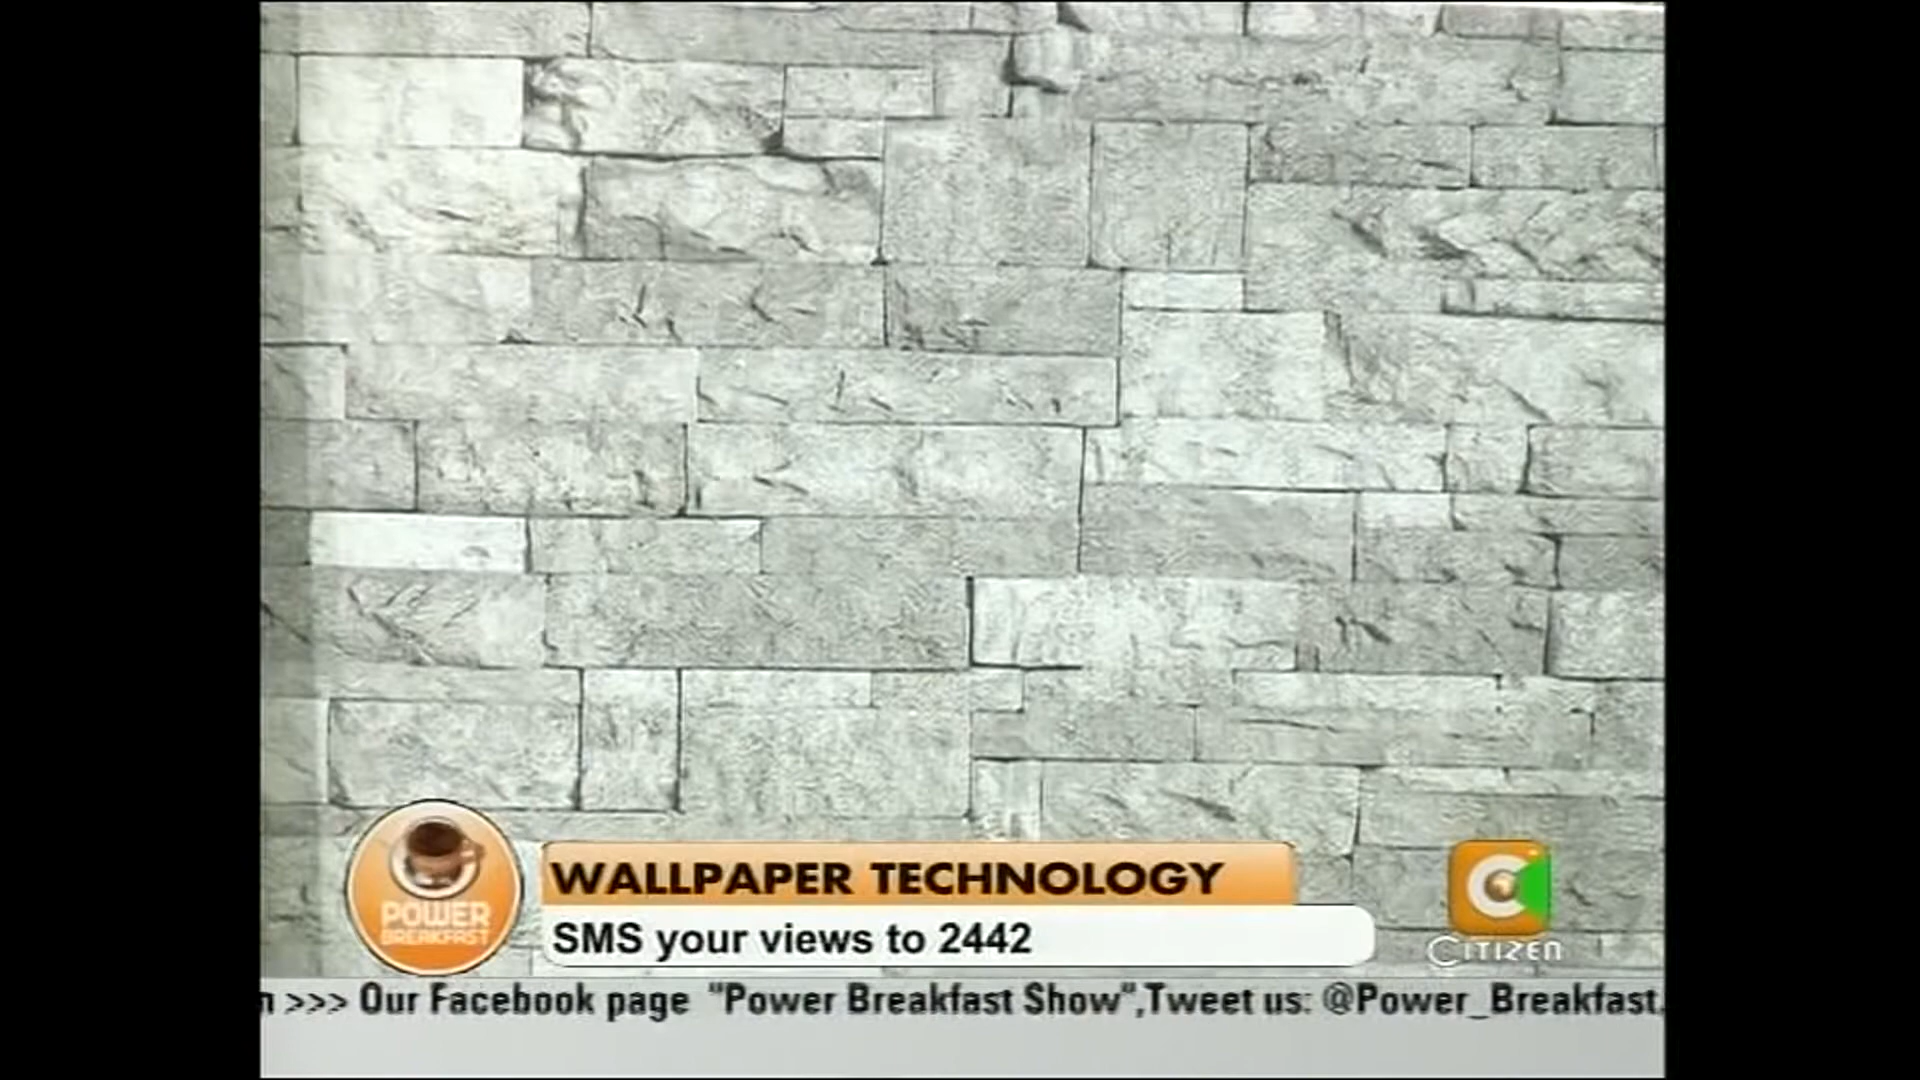 POWER
BREAKFAST
WALLPAPER TECHNOLOGY
SMS your views to 2442
CITIZEN
>>> Our Facebook page "Power Breakfast Show",Tweet us: @Power_Breakfast,